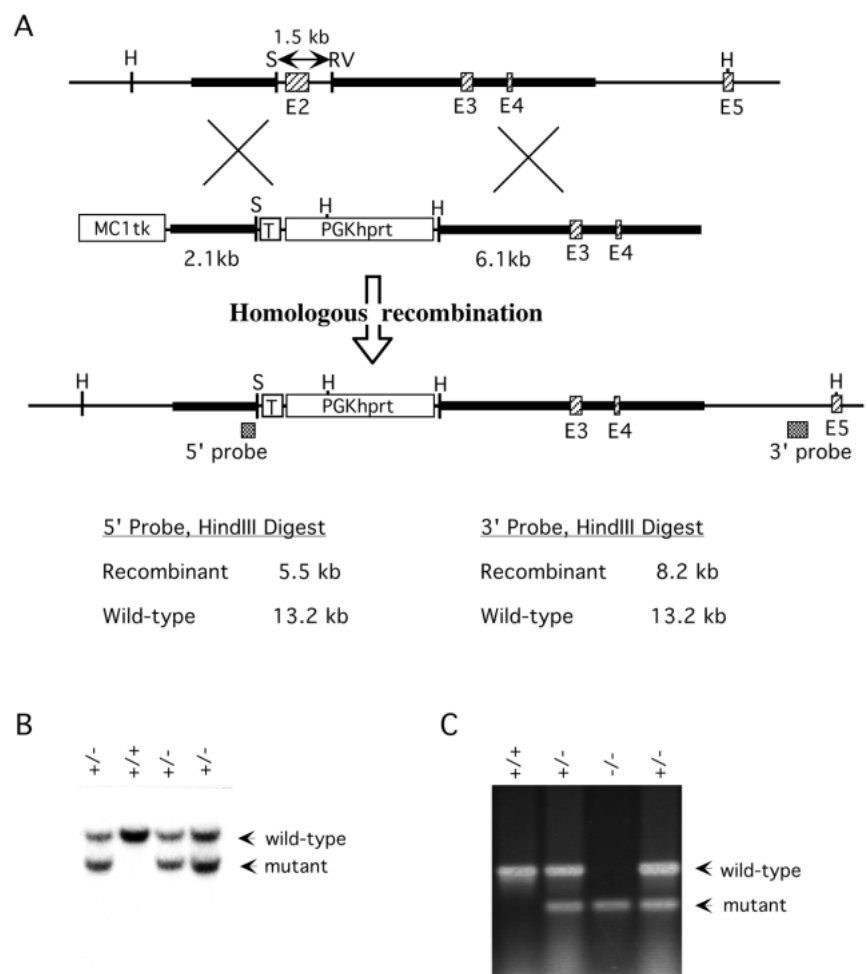 A
1.5 kb
H
S
RV
H
E2
E3
E4
E5
MC1tk
S
T
H
PGKhprt
H
2.1kb
6.1kb
E3
E4
Homologous recombination
H
S
T
H
PGKhprt
H
H
E3
E4
E5
5' probe
3' probe
5' Probe, HindIII Digest
Recombinant 5.5 kb
Wild-type 13.2 kb
3' Probe, HindIII Digest
Recombinant 8.2 kb
Wild-type 13.2 kb
B
+/- +/+ +/- +/-
wild-type
mutant
C
+/+ +/- -/- +/-
wild-type
mutant